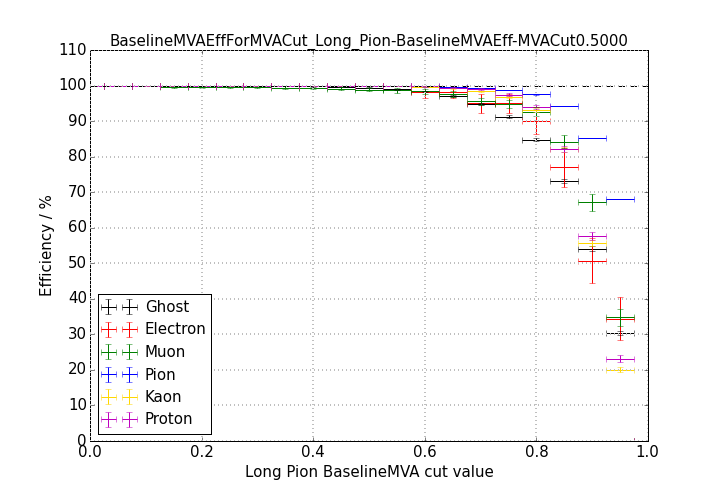 BaselineMVAEffForMVACut_Long_Pion-BaselineMVAEff-MVACut0.5000
110
100
90
80
70
60
50
40
30
20
10
0
Efficiency / %
Ghost
Electron
Muon
Pion
Kaon
Proton
0.0 0.2 0.4 0.6 0.8 1.0
Long Pion BaselineMVA cut value